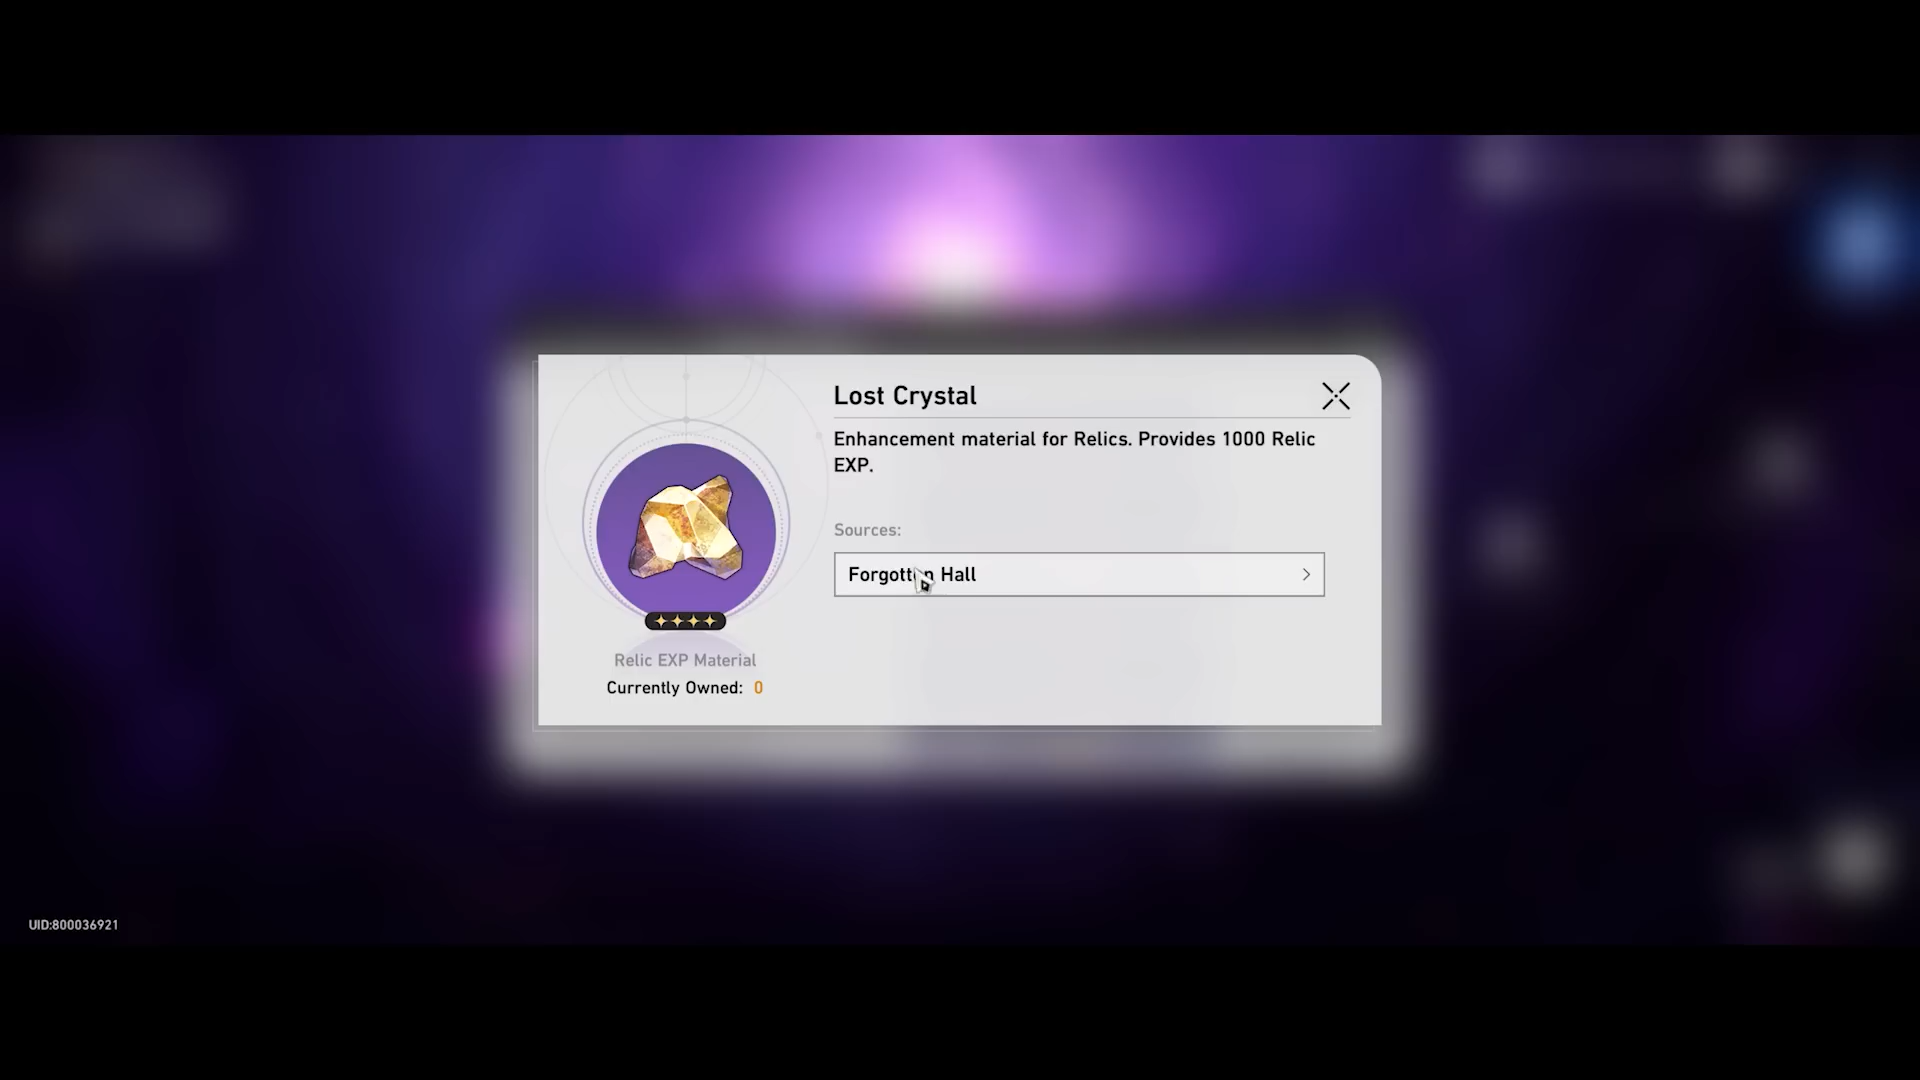 Lost Crystal
Enhancement material for Relics. Provides 1000 Relic
EXP.
Sources:
Forgotten Hall
Relic EXP Material
Currently Owned: 0
UID:800036921